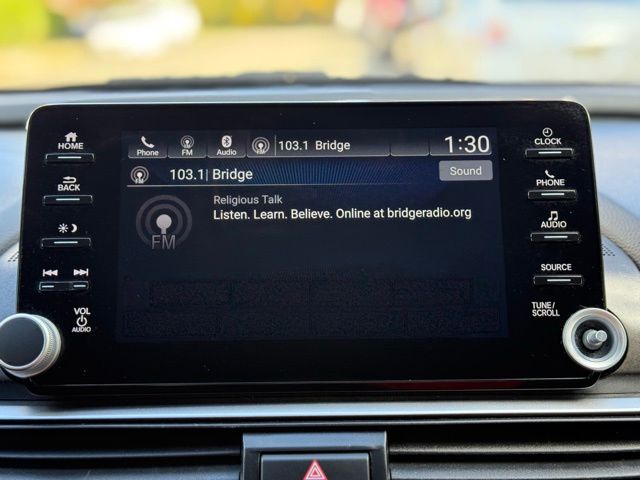 HOME
BACK
VOL
AUDIO
Phone
FM
Audio
103.1 Bridge
1:30
103.1| Bridge
Sound
FM
Religious Talk
Listen. Learn. Believe. Online at bridgeradio.org
CLOCK
PHONE
AUDIO
SOURCE
TUNE/
SCROLL